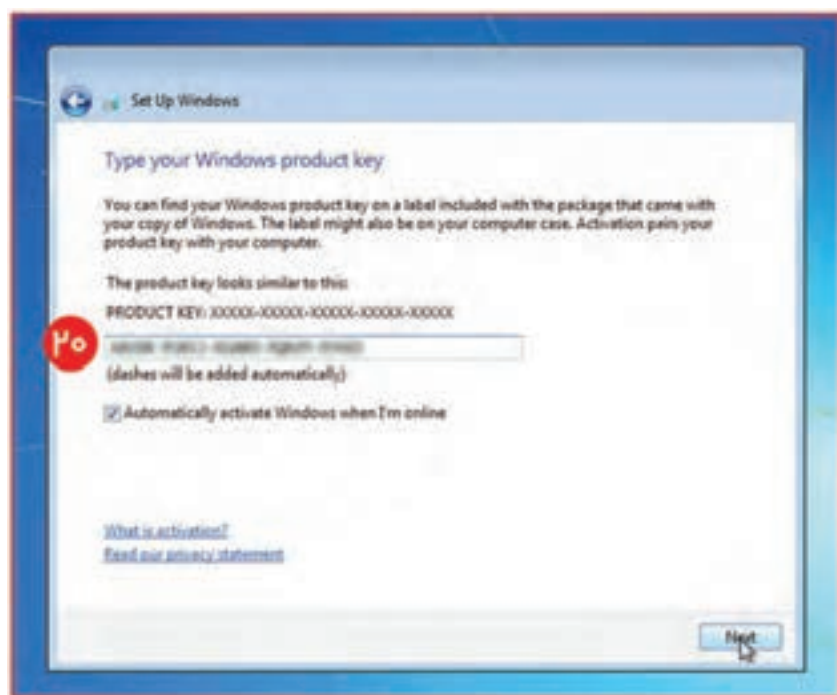 Set Up Windows
Type your Windows product key
You can find your Windows product key on a label included with the package that came with
your copy of Windows. The label might also be on your computer case. Activation pairs your
product key with your computer.
The product key looks similar to this:
PRODUCT KEY: XXXXX-XXXXX-XXXXX-XXXXX-XXXXX
۲۰
(dashes will be added automatically)
Automatically activate Windows when I'm online
What is activation?
Read our privacy statement
Next